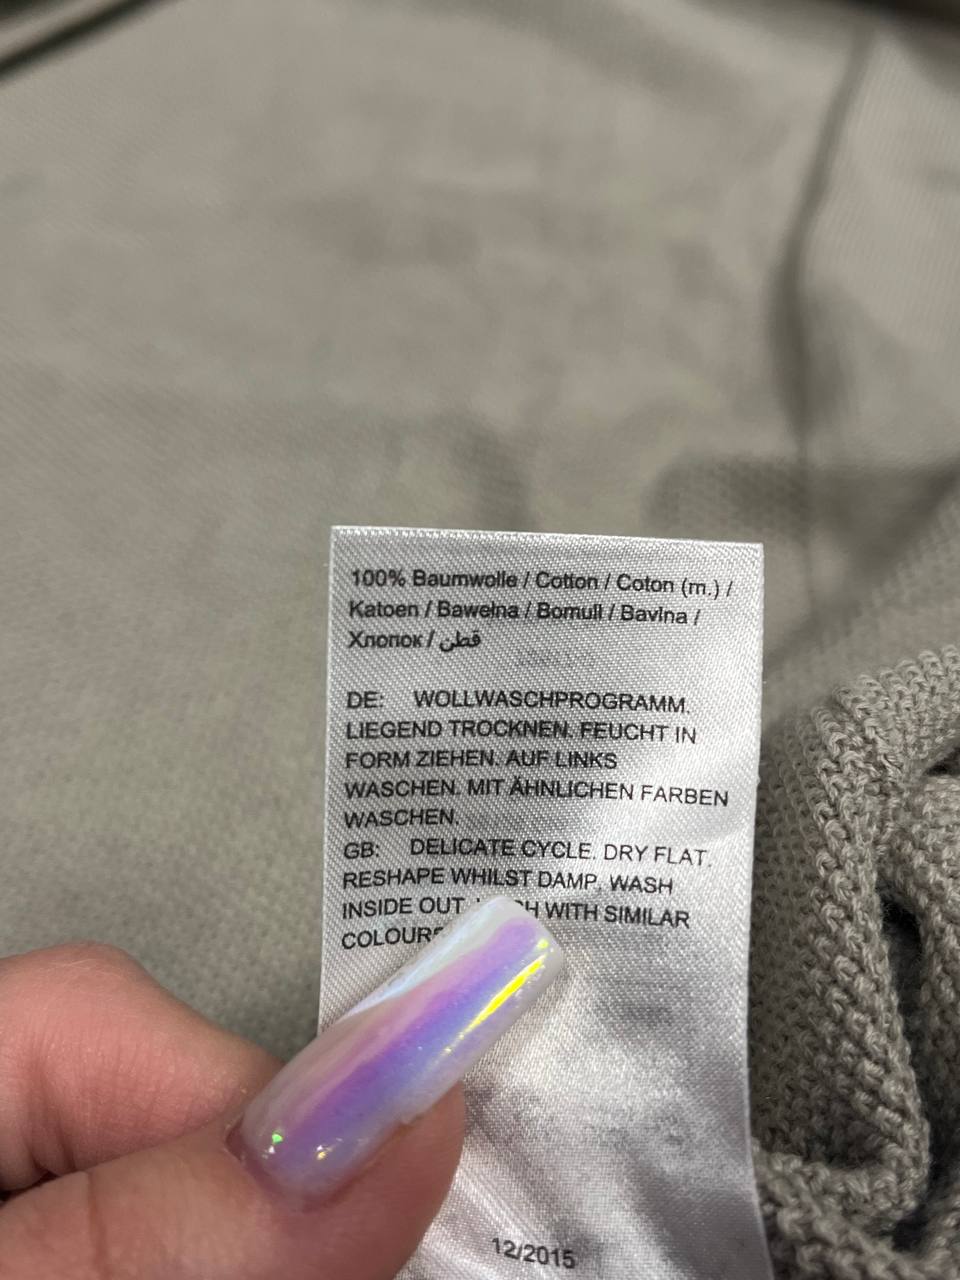 100% Baumwolle / Cotton / Coton (m.) /
Katoen / Bawełna / Bomull / Bavlna /
Хлопок / قطن
DE: WOLLWASCHPROGRAMM.
LIEGEND TROCKNEN. FEUCHT IN
FORM ZIEHEN. AUF LINKS
WASCHEN. MIT ÄHNLICHEN FARBEN
WASCHEN.
GB: DELICATE CYCLE. DRY FLAT.
RESHAPE WHILST DAMP. WASH
INSIDE OUT. WITH SIMILAR
COLOURS
12/2015